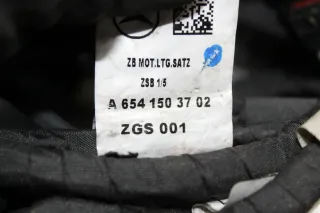 ZB MOT.LTG.SATZ
ZSB 1/5
A 654 150 37 02
ZGS 001